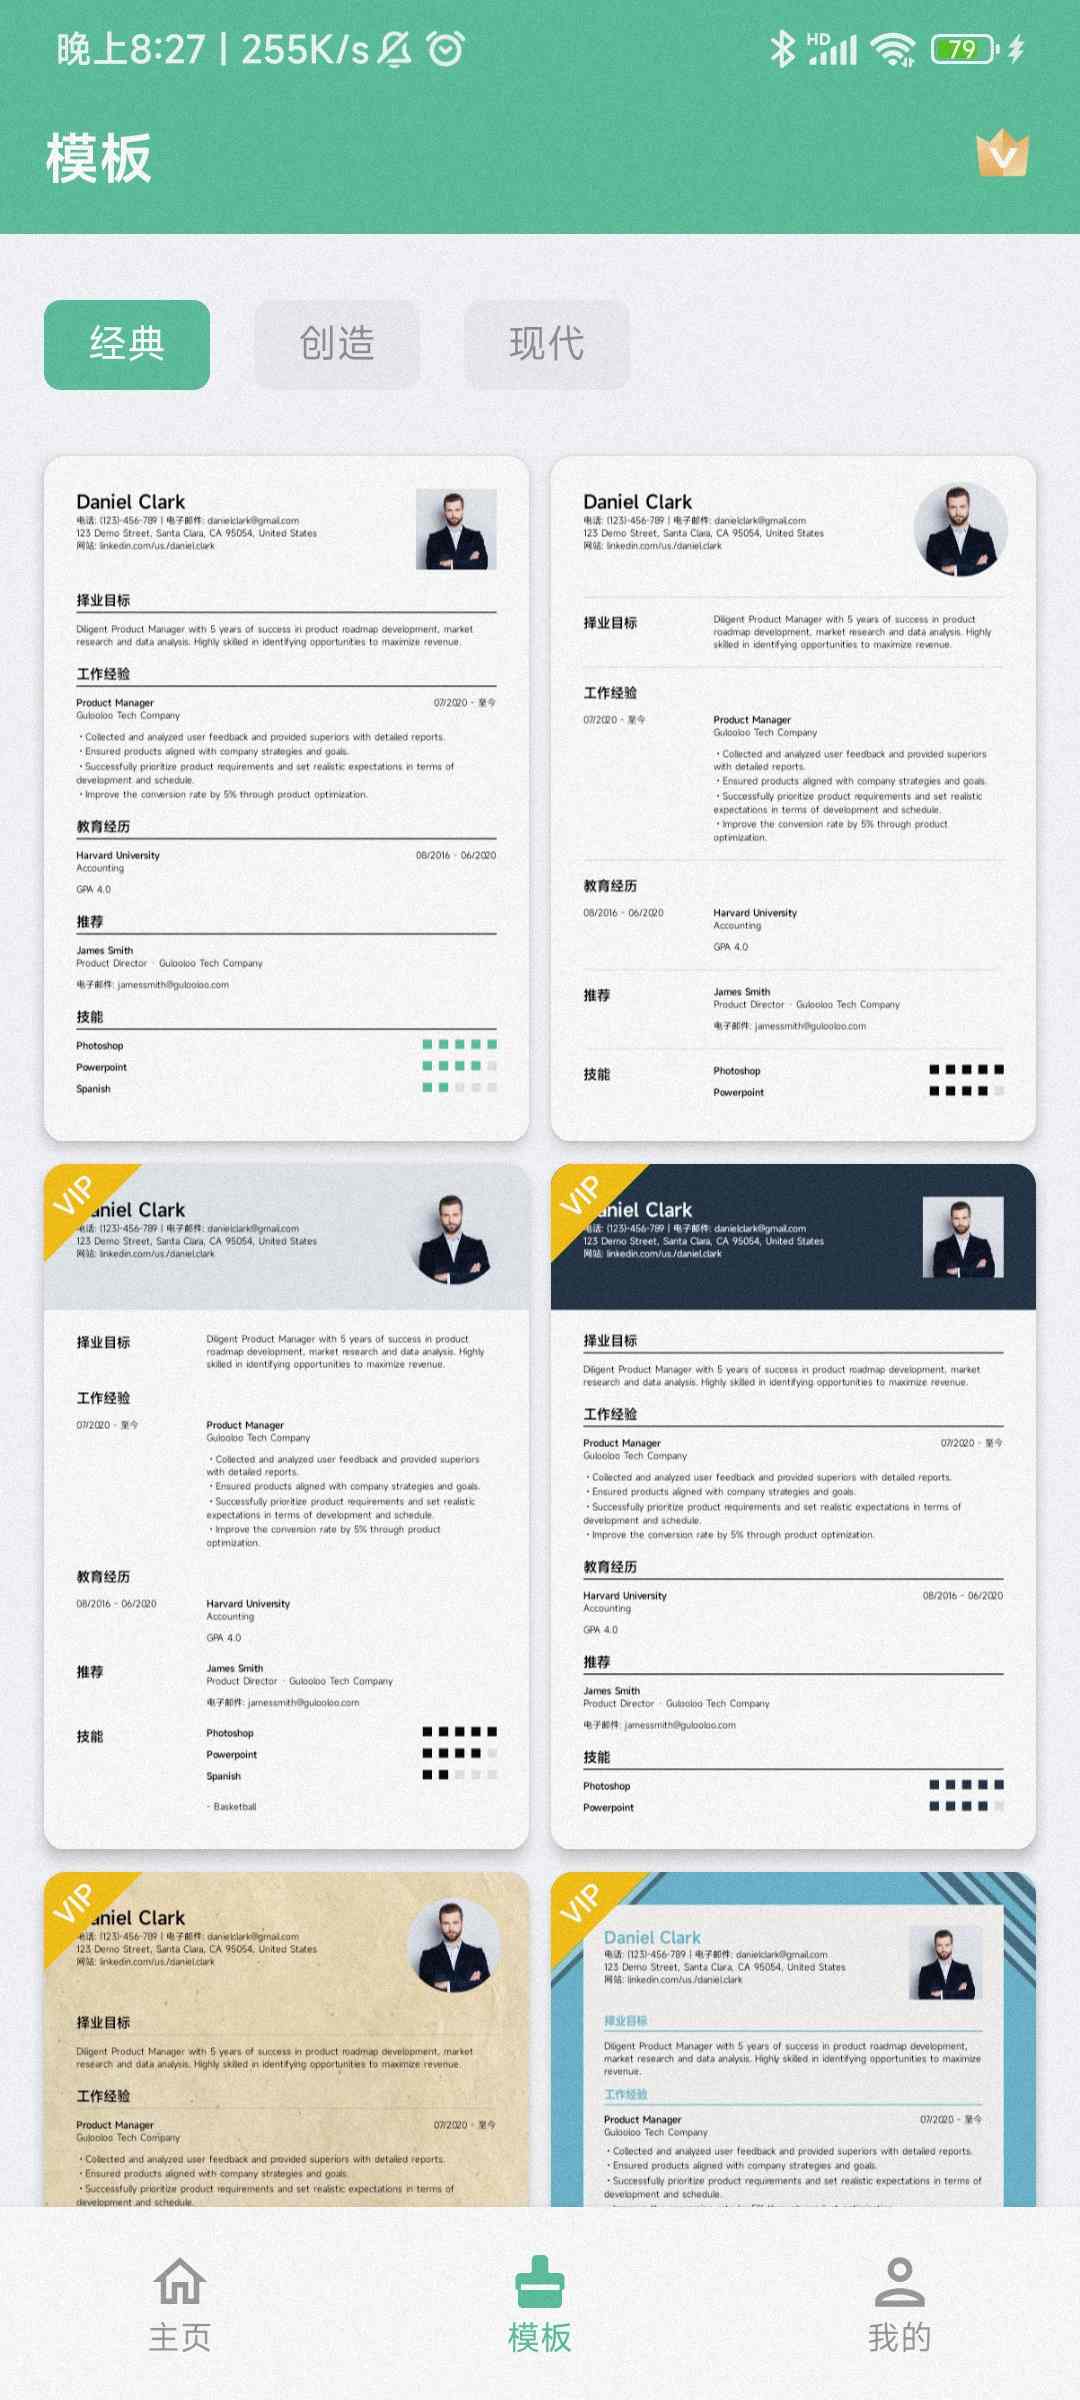 晚上8:27 | 255K/s
HD
79
模板
经典
创造
现代
Daniel Clark
电话: (123)-456-789 | 电子邮件: danielclark@gmail.com
123 Demo Street, Santa Clara, CA 95054, United States
网站: linkedin.com/us./daniel.clark
择业目标
Diligent Product Manager with 5 years of success in product roadmap development, market
research and data analysis. Highly skilled in identifying opportunities to maximize revenue.
工作经验
Product Manager 07/2020 - 至今
Gulooloo Tech Company
・Collected and analyzed user feedback and provided superiors with detailed reports.
・Ensured products aligned with company strategies and goals.
・Successfully prioritize product requirements and set realistic expectations in terms of
development and schedule.
・Improve the conversion rate by 5% through product optimization.
教育经历
Harvard University 08/2016 - 06/2020
Accounting
GPA 4.0
推荐
James Smith
Product Director · Gulooloo Tech Company
电子邮件: jamessmith@gulooloo.com
技能
Photoshop
Powerpoint
Spanish
Daniel Clark
电话: (123)-456-789 | 电子邮件: danielclark@gmail.com
123 Demo Street, Santa Clara, CA 95054, United States
网站: linkedin.com/us./daniel.clark
择业目标
Diligent Product Manager with 5 years of success in product
roadmap development, market research and data analysis. Highly
skilled in identifying opportunities to maximize revenue.
工作经验
07/2020 - 至今
Product Manager
Gulooloo Tech Company
・Collected and analyzed user feedback and provided superiors
with detailed reports.
・Ensured products aligned with company strategies and goals.
・Successfully prioritize product requirements and set realistic
expectations in terms of development and schedule.
・Improve the conversion rate by 5% through product
optimization.
教育经历
08/2016 - 06/2020
Harvard University
Accounting
GPA 4.0
推荐
James Smith
Product Director · Gulooloo Tech Company
电子邮件: jamessmith@gulooloo.com
技能
Photoshop
Powerpoint
VIP
aniel Clark
电话: (123)-456-789 | 电子邮件: danielclark@gmail.com
123 Demo Street, Santa Clara, CA 95054, United States
网站: linkedin.com/us./daniel.clark
择业目标
Diligent Product Manager with 5 years of success in product
roadmap development, market research and data analysis. Highly
skilled in identifying opportunities to maximize revenue.
工作经验
07/2020 - 至今
Product Manager
Gulooloo Tech Company
・Collected and analyzed user feedback and provided superiors
with detailed reports.
・Ensured products aligned with company strategies and goals.
・Successfully prioritize product requirements and set realistic
expectations in terms of development and schedule.
・Improve the conversion rate by 5% through product
optimization.
教育经历
08/2016 - 06/2020
Harvard University
Accounting
GPA 4.0
推荐
James Smith
Product Director · Gulooloo Tech Company
电子邮件: jamessmith@gulooloo.com
技能
Photoshop
Powerpoint
Spanish
- Basketball
VIP
aniel Clark
电话: (123)-456-789 | 电子邮件: danielclark@gmail.com
123 Demo Street, Santa Clara, CA 95054, United States
网站: linkedin.com/us./daniel.clark
择业目标
Diligent Product Manager with 5 years of success in product roadmap development, market
research and data analysis. Highly skilled in identifying opportunities to maximize revenue.
工作经验
Product Manager 07/2020 - 至今
Gulooloo Tech Company
・Collected and analyzed user feedback and provided superiors with detailed reports.
・Ensured products aligned with company strategies and goals.
・Successfully prioritize product requirements and set realistic expectations in terms of
development and schedule.
・Improve the conversion rate by 5% through product optimization.
教育经历
Harvard University 08/2016 - 06/2020
Accounting
GPA 4.0
推荐
James Smith
Product Director · Gulooloo Tech Company
电子邮件: jamessmith@gulooloo.com
技能
Photoshop
Powerpoint
VIP
aniel Clark
电话: (123)-456-789 | 电子邮件: danielclark@gmail.com
123 Demo Street, Santa Clara, CA 95054, United States
网站: linkedin.com/us./daniel.clark
择业目标
Diligent Product Manager with 5 years of success in product roadmap development, market
research and data analysis. Highly skilled in identifying opportunities to maximize revenue.
工作经验
Product Manager 07/2020 - 至今
Gulooloo Tech Company
・Collected and analyzed user feedback and provided superiors with detailed reports.
・Ensured products aligned with company strategies and goals.
・Successfully prioritize product requirements and set realistic expectations in terms of
development and schedule.
VIP
Daniel Clark
电话: (123)-456-789 | 电子邮件: danielclark@gmail.com
123 Demo Street, Santa Clara, CA 95054, United States
网站: linkedin.com/us./daniel.clark
择业目标
Diligent Product Manager with 5 years of success in product roadmap development,
market research and data analysis. Highly skilled in identifying opportunities to maximize
revenue.
工作经验
Product Manager 07/2020 - 至今
Gulooloo Tech Company
・Collected and analyzed user feedback and provided superiors with detailed reports.
・Ensured products aligned with company strategies and goals.
・Successfully prioritize product requirements and set realistic expectations in terms of
development and schedule.
主页
模板
我的